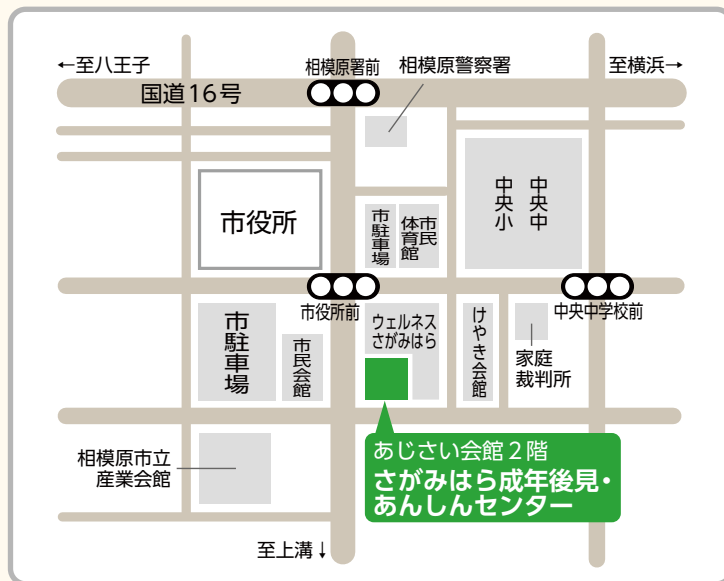 ←至八王子
相模原署前
相模原警察署
至横浜→
国道16号
市役所
市駐車場
市民
体育館
中央小
中央中
市役所前
中央中学校前
市駐車場
市民会館
ウェルネス
さがみはら
けやき会館
家庭
裁判所
相模原市立
産業会館
あじさい会館2階
さがみはら成年後見・
あんしんセンター
至上溝↓